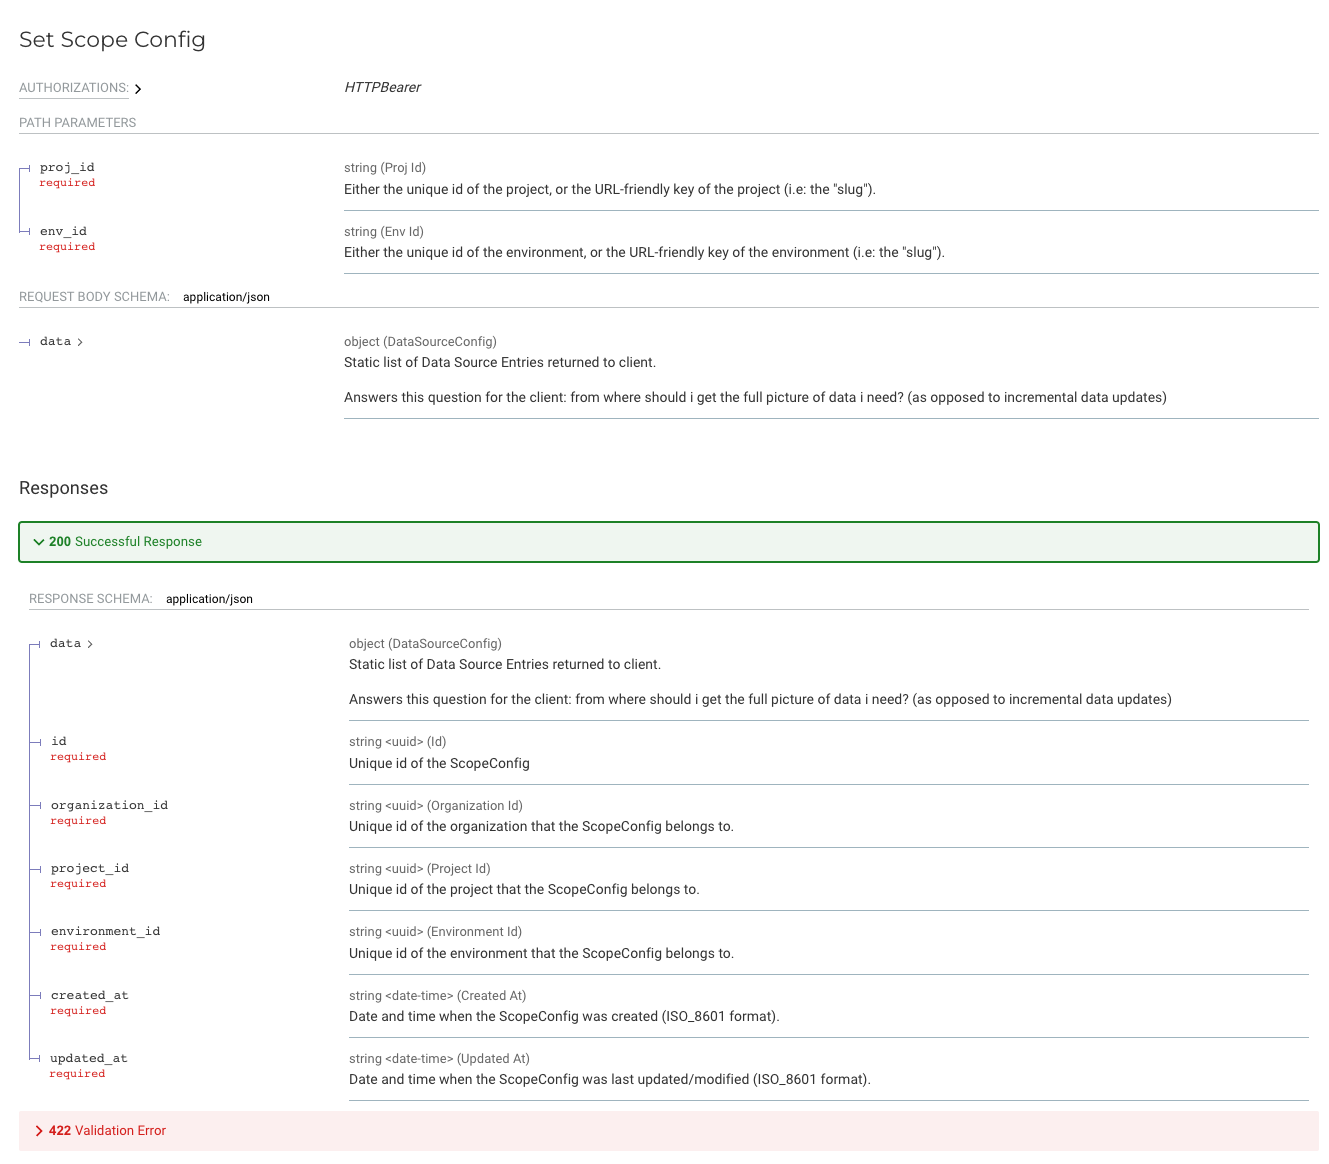 Set Scope Config
AUTHORIZATIONS: HTTPBearer
PATH PARAMETERS
proj_id string (Proj Id)
required
Either the unique id of the project, or the URL-friendly key of the project (i.e: the "slug").
env_id string (Env Id)
required
Either the unique id of the environment, or the URL-friendly key of the environment (i.e: the "slug").
REQUEST BODY SCHEMA: application/json
data object (DataSourceConfig)
Static list of Data Source Entries returned to client.
Answers this question for the client: from where should i get the full picture of data i need? (as opposed to incremental data updates)
Responses
200 Successful Response
RESPONSE SCHEMA: application/json
data object (DataSourceConfig)
Static list of Data Source Entries returned to client.
Answers this question for the client: from where should i get the full picture of data i need? (as opposed to incremental data updates)
id string <uuid> (Id)
required
Unique id of the ScopeConfig
organization_id string <uuid> (Organization Id)
required
Unique id of the organization that the ScopeConfig belongs to.
project_id string <uuid> (Project Id)
required
Unique id of the project that the ScopeConfig belongs to.
environment_id string <uuid> (Environment Id)
required
Unique id of the environment that the ScopeConfig belongs to.
created_at string <date-time> (Created At)
required
Date and time when the ScopeConfig was created (ISO_8601 format).
updated_at string <date-time> (Updated At)
required
Date and time when the ScopeConfig was last updated/modified (ISO_8601 format).
422 Validation Error